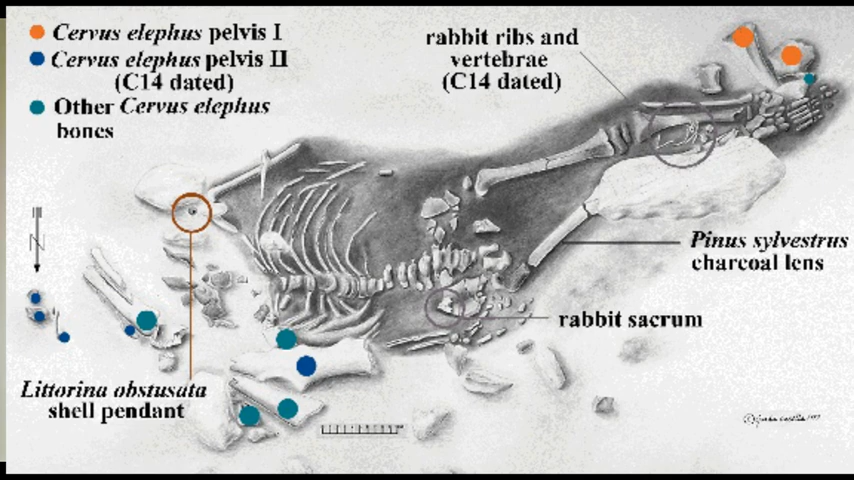 Cervus elephus pelvis I
Cervus elephus pelvis II
(C14 dated)
Other Cervus elephus
bones
rabbit ribs and
vertebrae
(C14 dated)
N
Pinus sylvestrus
charcoal lens
rabbit sacrum
Littorina obstusata
shell pendant